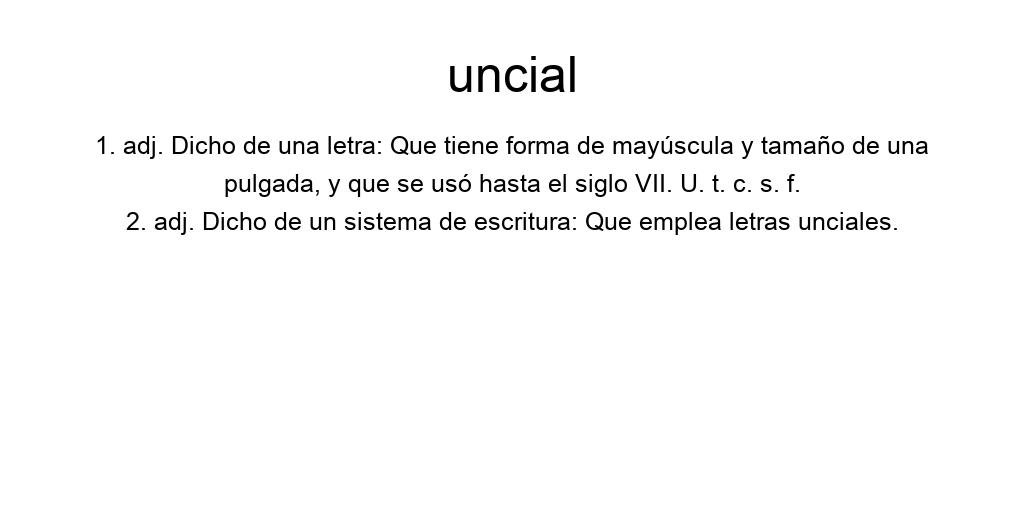 uncial
1. adj. Dicho de una letra: Que tiene forma de mayúscula y tamaño de una
pulgada, y que se usó hasta el siglo VII. U. t. c. s. f.
2. adj. Dicho de un sistema de escritura: Que emplea letras unciales.